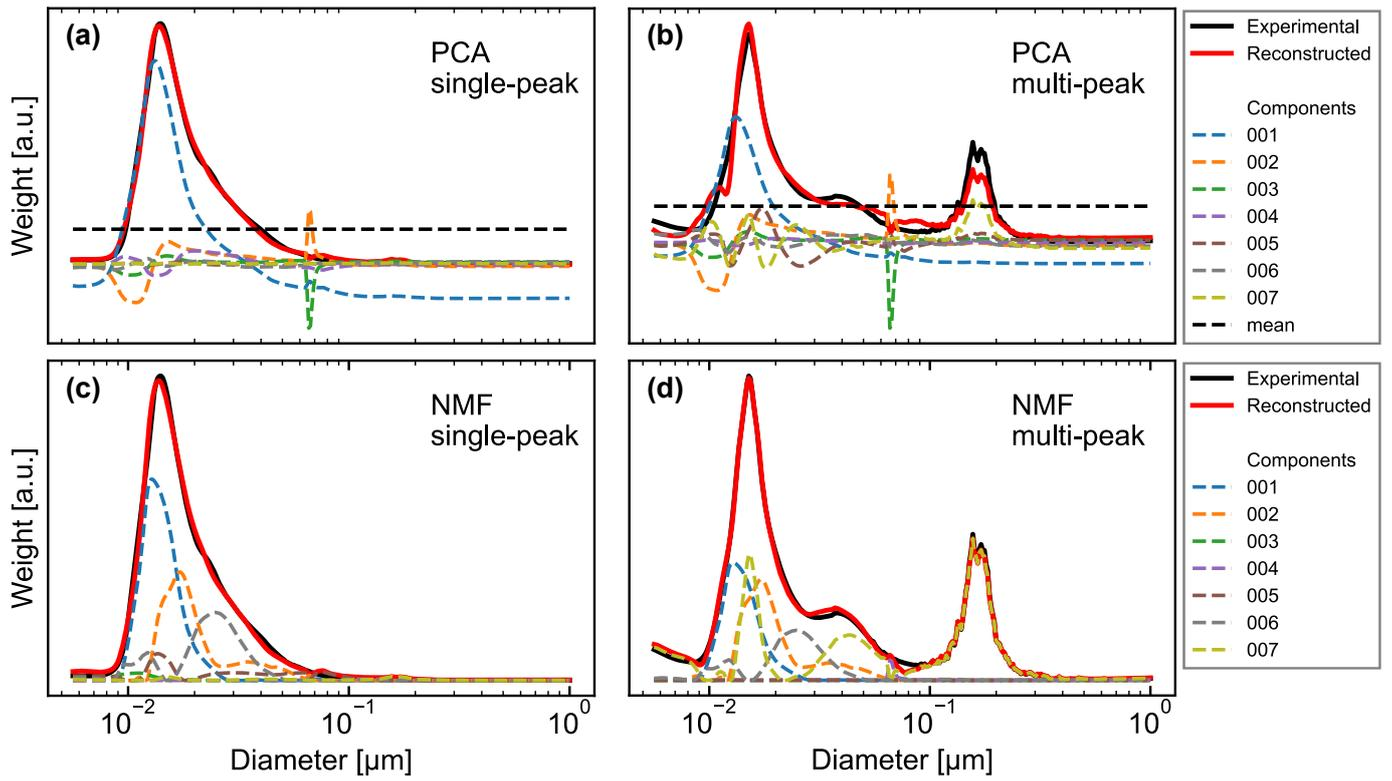 (a)
PCA
single-peak
Weight [a.u.]
(b)
PCA
multi-peak
Experimental
Reconstructed
Components
001
002
003
004
005
006
007
mean
(c)
NMF
single-peak
Weight [a.u.]
10⁻²
10⁻¹
10⁰
Diameter [µm]
(d)
NMF
multi-peak
10⁻²
10⁻¹
10⁰
Diameter [µm]
Experimental
Reconstructed
Components
001
002
003
004
005
006
007